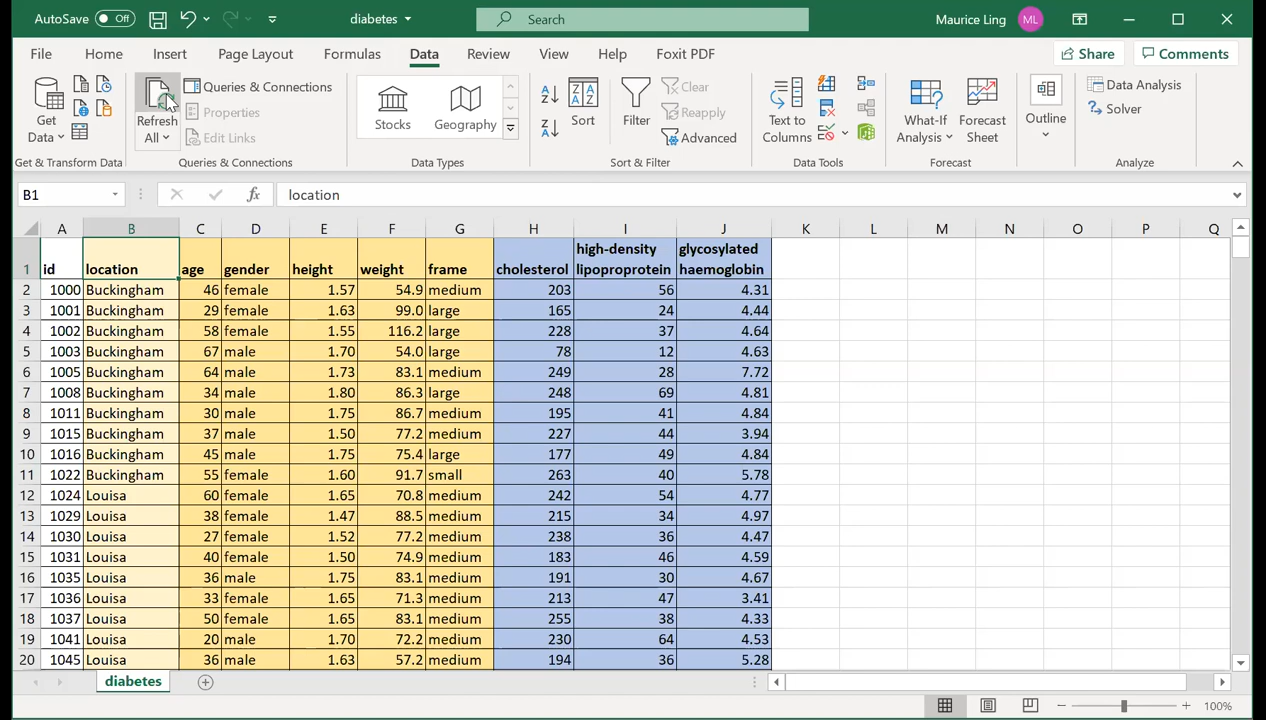 AutoSave Off diabetes Search Maurice Ling ML
File Home Insert Page Layout Formulas Data Review View Help Foxit PDF Share Comments
Get Data
Refresh All
Queries & Connections
Properties
Edit Links
Stocks
Geography
Sort
Filter
Clear
Reapply
Advanced
Text to Columns
What-If Analysis
Forecast Sheet
Outline
Data Analysis
Solver
Get & Transform Data Queries & Connections Data Types Sort & Filter Data Tools Forecast Analyze
B1 fx location
A B C D E F G H I J K L M N O P Q
1 id location age gender height weight frame cholesterol high-density lipoproprotein glycosylated haemoglobin
2 1000 Buckingham 46 female 1.57 54.9 medium 203 56 4.31
3 1001 Buckingham 29 female 1.63 99.0 large 165 24 4.44
4 1002 Buckingham 58 female 1.55 116.2 large 228 37 4.64
5 1003 Buckingham 67 male 1.70 54.0 large 78 12 4.63
6 1005 Buckingham 64 male 1.73 83.1 medium 249 28 7.72
7 1008 Buckingham 34 male 1.80 86.3 large 248 69 4.81
8 1011 Buckingham 30 male 1.75 86.7 medium 195 41 4.84
9 1015 Buckingham 37 male 1.50 77.2 medium 227 44 3.94
10 1016 Buckingham 45 male 1.75 75.4 large 177 49 4.84
11 1022 Buckingham 55 female 1.60 91.7 small 263 40 5.78
12 1024 Louisa 60 female 1.65 70.8 medium 242 54 4.77
13 1029 Louisa 38 female 1.47 88.5 medium 215 34 4.97
14 1030 Louisa 27 female 1.52 77.2 medium 238 36 4.47
15 1031 Louisa 40 female 1.50 74.9 medium 183 46 4.59
16 1035 Louisa 36 male 1.75 83.1 medium 191 30 4.67
17 1036 Louisa 33 female 1.65 71.3 medium 213 47 3.41
18 1037 Louisa 50 female 1.65 83.1 medium 255 38 4.33
19 1041 Louisa 20 male 1.70 72.2 medium 230 64 4.53
20 1045 Louisa 36 male 1.63 57.2 medium 194 36 5.28
diabetes
100%